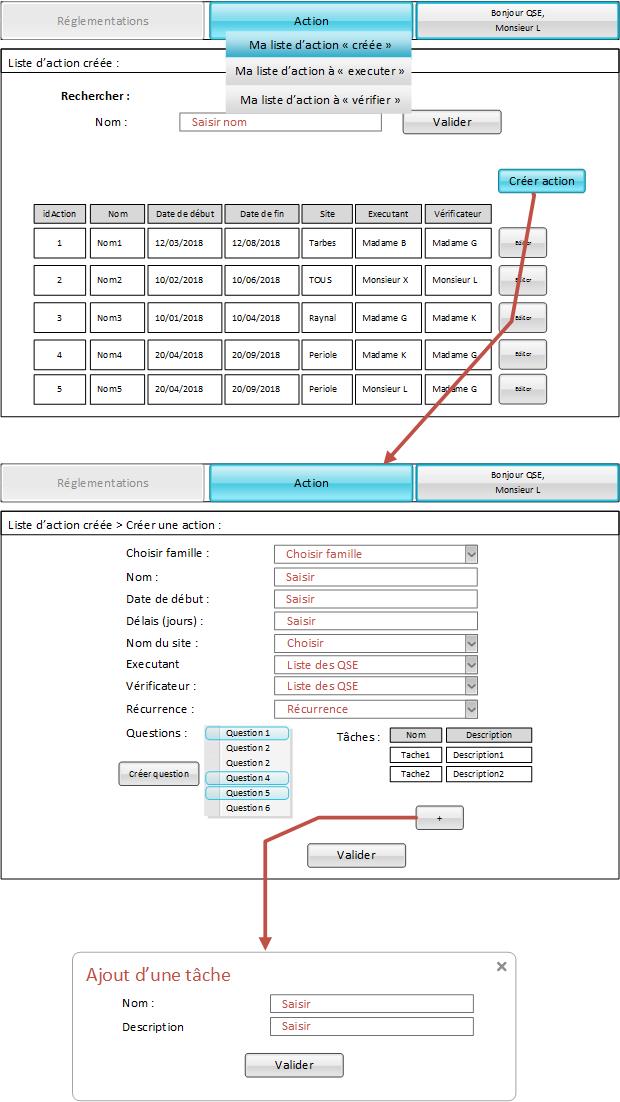 Réglementations
Action
Bonjour QSE,
Monsieur L
Ma liste d’action « créée »
Ma liste d’action à « executer »
Ma liste d’action à « vérifier »
Liste d’action créée :
Rechercher :
Nom :
Saisir nom
Valider
Créer action
idAction Nom Date de début Date de fin Site Executant Vérificateur
1 Nom1 12/03/2018 12/08/2018 Tarbes Madame B Madame G Editer
2 Nom2 10/02/2018 10/06/2018 TOUS Monsieur X Monsieur L Editer
3 Nom3 10/01/2018 10/04/2018 Raynal Madame G Madame K Editer
4 Nom4 20/04/2018 20/09/2018 Periole Madame K Madame G Editer
5 Nom5 20/04/2018 20/09/2018 Periole Monsieur L Madame G Editer
Réglementations
Action
Bonjour QSE,
Monsieur L
Liste d’action créée > Créer une action :
Choisir famille : Choisir famille
Nom : Saisir
Date de début : Saisir
Délais (jours) : Saisir
Nom du site : Choisir
Executant Liste des QSE
Vérificateur : Liste des QSE
Récurrence : Récurrence
Questions :
Question 1
Question 2
Question 2
Question 4
Question 5
Question 6
Créer question
Tâches :
Nom Description
Tache1 Description1
Tache2 Description2
+
Valider
Ajout d’une tâche
Nom : Saisir
Description Saisir
Valider